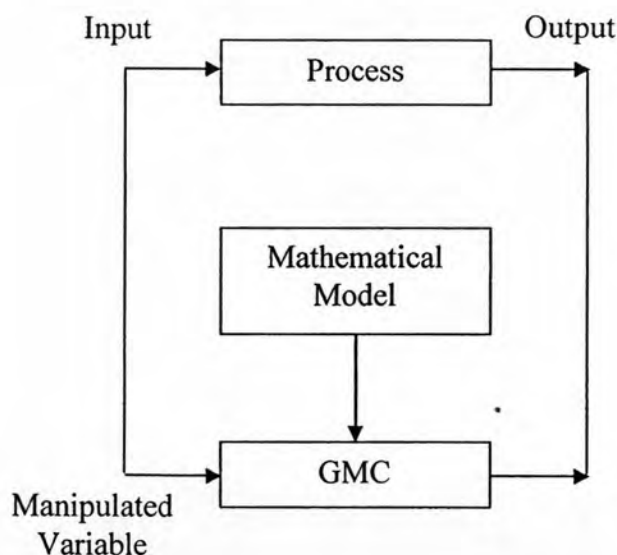 Input
Output
Process
Mathematical
Model
GMC
Manipulated
Variable